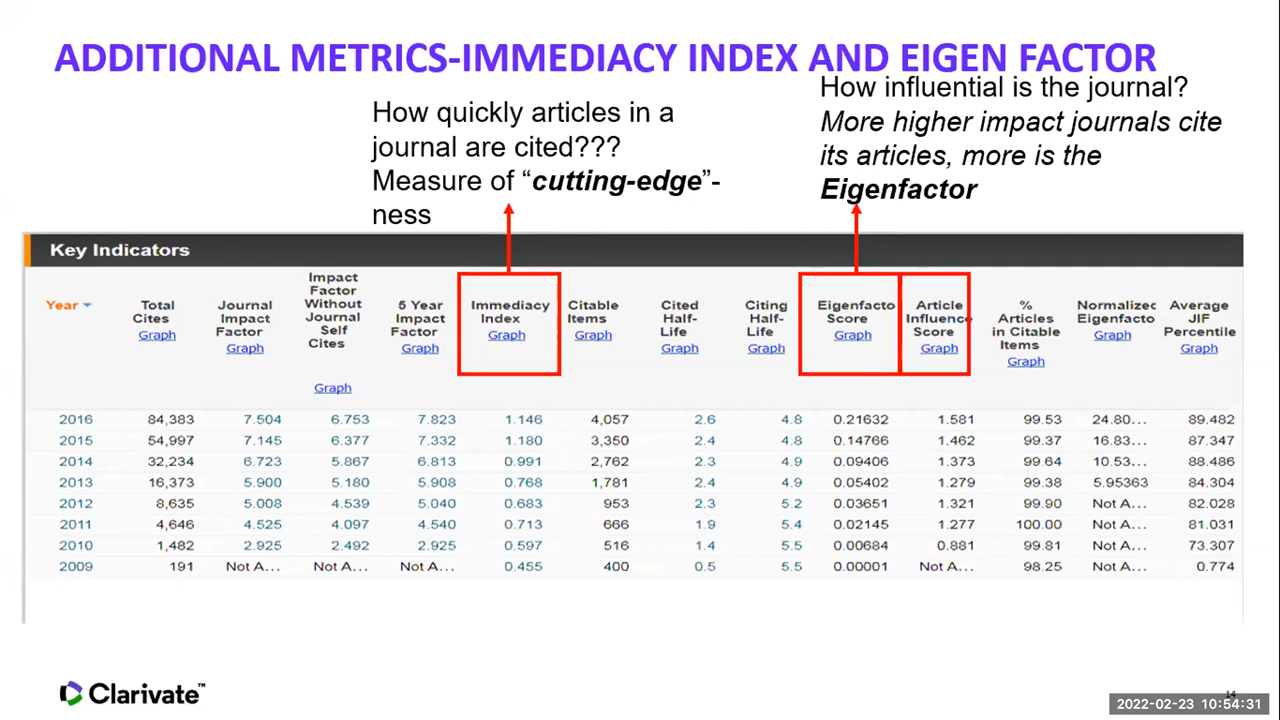 ADDITIONAL METRICS-IMMEDIACY INDEX AND EIGEN FACTOR
How quickly articles in a
journal are cited???
Measure of “cutting-edge”-
ness
How influential is the journal?
More higher impact journals cite
its articles, more is the
Eigenfactor
Key Indicators
Year Total Cites Graph Journal Impact Factor Graph Impact Factor Without Journal Self Cites Graph 5 Year Impact Factor Graph Immediacy Index Graph Citable Items Graph Cited Half-Life Graph Citing Half-Life Graph Eigenfacto Score Graph Article Influence Score Graph % Articles in Citable Items Graph Normalized Eigenfacto Graph Average JIF Percentile Graph
2016 84,383 7.504 6.753 7.823 1.146 4,057 2.6 4.8 0.21632 1.581 99.53 24.80... 89.482
2015 54,997 7.145 6.377 7.332 1.180 3,350 2.4 4.8 0.14766 1.462 99.37 16.83... 87.347
2014 32,234 6.723 5.867 6.813 0.991 2,762 2.3 4.9 0.09406 1.373 99.64 10.53... 88.486
2013 16,373 5.900 5.180 5.908 0.768 1,781 2.4 4.9 0.05402 1.279 99.38 5.95363 84.304
2012 8,635 5.008 4.539 5.040 0.683 953 2.3 5.2 0.03651 1.321 99.90 Not A... 82.028
2011 4,646 4.525 4.097 4.540 0.713 666 1.9 5.4 0.02145 1.277 100.00 Not A... 81.031
2010 1,482 2.925 2.492 2.925 0.597 516 1.4 5.5 0.00684 0.881 99.81 Not A... 73.307
2009 191 Not A... Not A... Not A... 0.455 400 0.5 5.5 0.00001 Not A... 98.25 Not A... 0.774
Clarivate™
14
2022-02-23 10:54:31